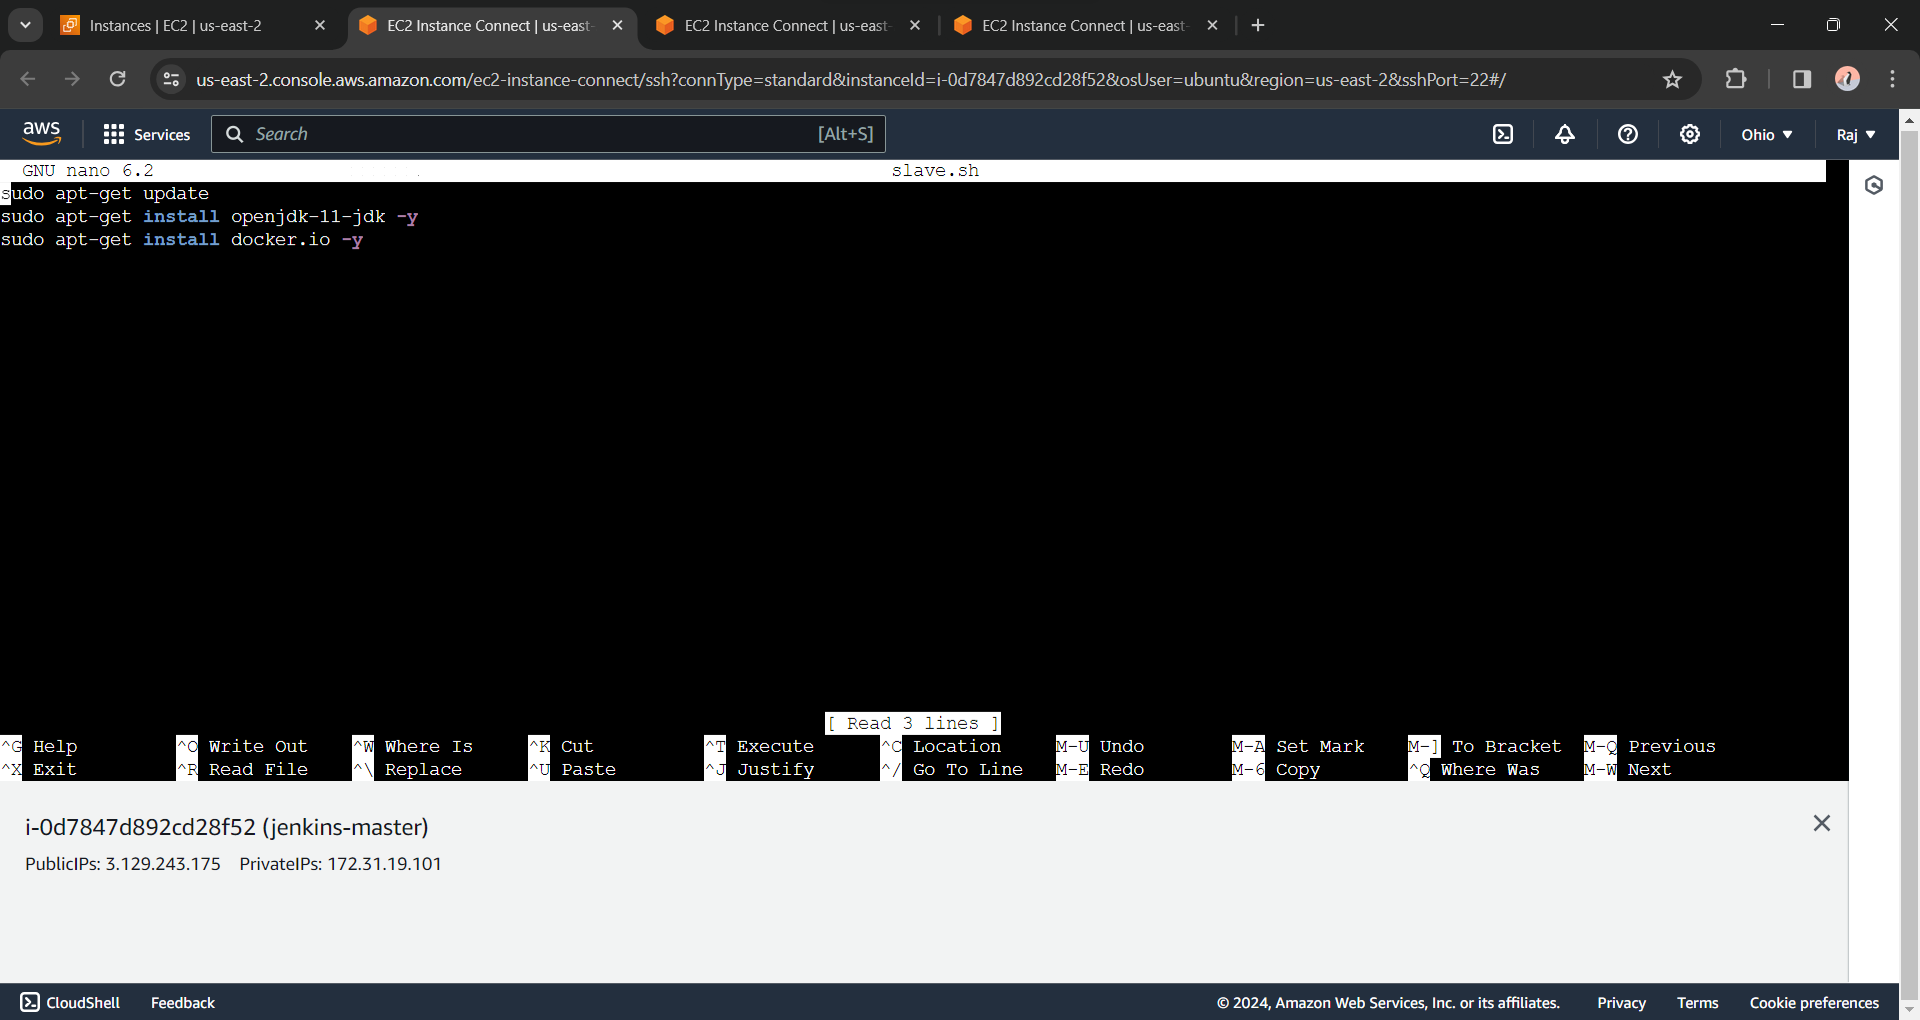 Instances | EC2 | us-east-2
EC2 Instance Connect | us-east-
EC2 Instance Connect | us-east-
EC2 Instance Connect | us-east-
us-east-2.console.aws.amazon.com/ec2-instance-connect/ssh?connType=standard&instanceId=i-0d7847d892cd28f52&osUser=ubuntu&region=us-east-2&sshPort=22#/
aws Services Search [Alt+S] Ohio ▼ Raj ▼
GNU nano 6.2 slave.sh
sudo apt-get update
sudo apt-get install openjdk-11-jdk -y
sudo apt-get install docker.io -y
[ Read 3 lines ]
^G Help ^O Write Out ^W Where Is ^K Cut ^T Execute ^C Location M-U Undo M-A Set Mark M-] To Bracket M-Q Previous
^X Exit ^R Read File ^\ Replace ^U Paste ^J Justify ^/ Go To Line M-E Redo M-6 Copy ^Q Where Was M-W Next
i-0d7847d892cd28f52 (jenkins-master)
PublicIPs: 3.129.243.175 PrivateIPs: 172.31.19.101
CloudShell Feedback © 2024, Amazon Web Services, Inc. or its affiliates. Privacy Terms Cookie preferences